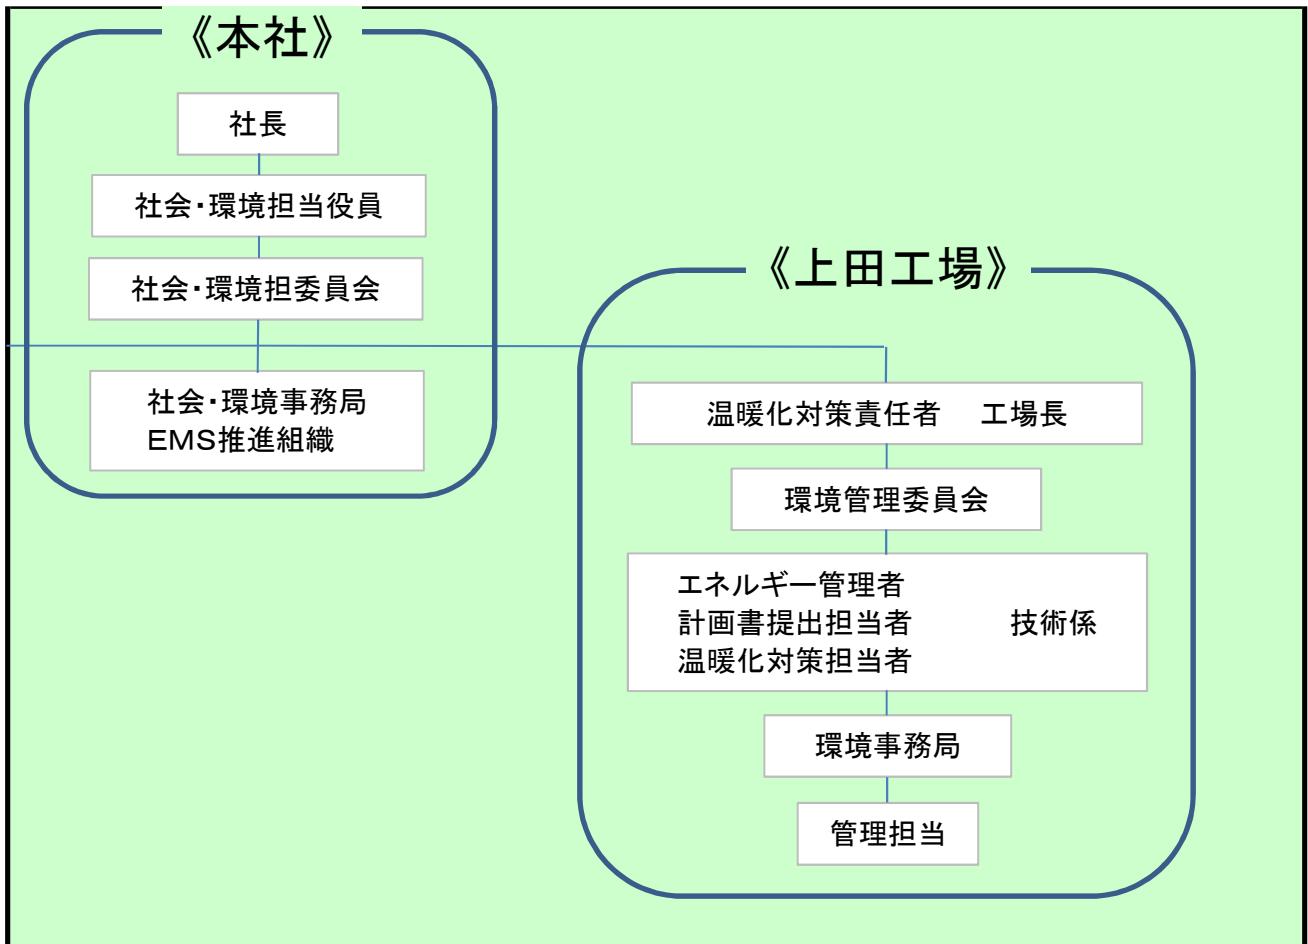 《本社》
社長
社会・環境担当役員
社会・環境担委員会
社会・環境事務局
EMS推進組織
《上田工場》
温暖化対策責任者　工場長
環境管理委員会
エネルギー管理者
計画書提出担当者　技術係
温暖化対策担当者
環境事務局
管理担当